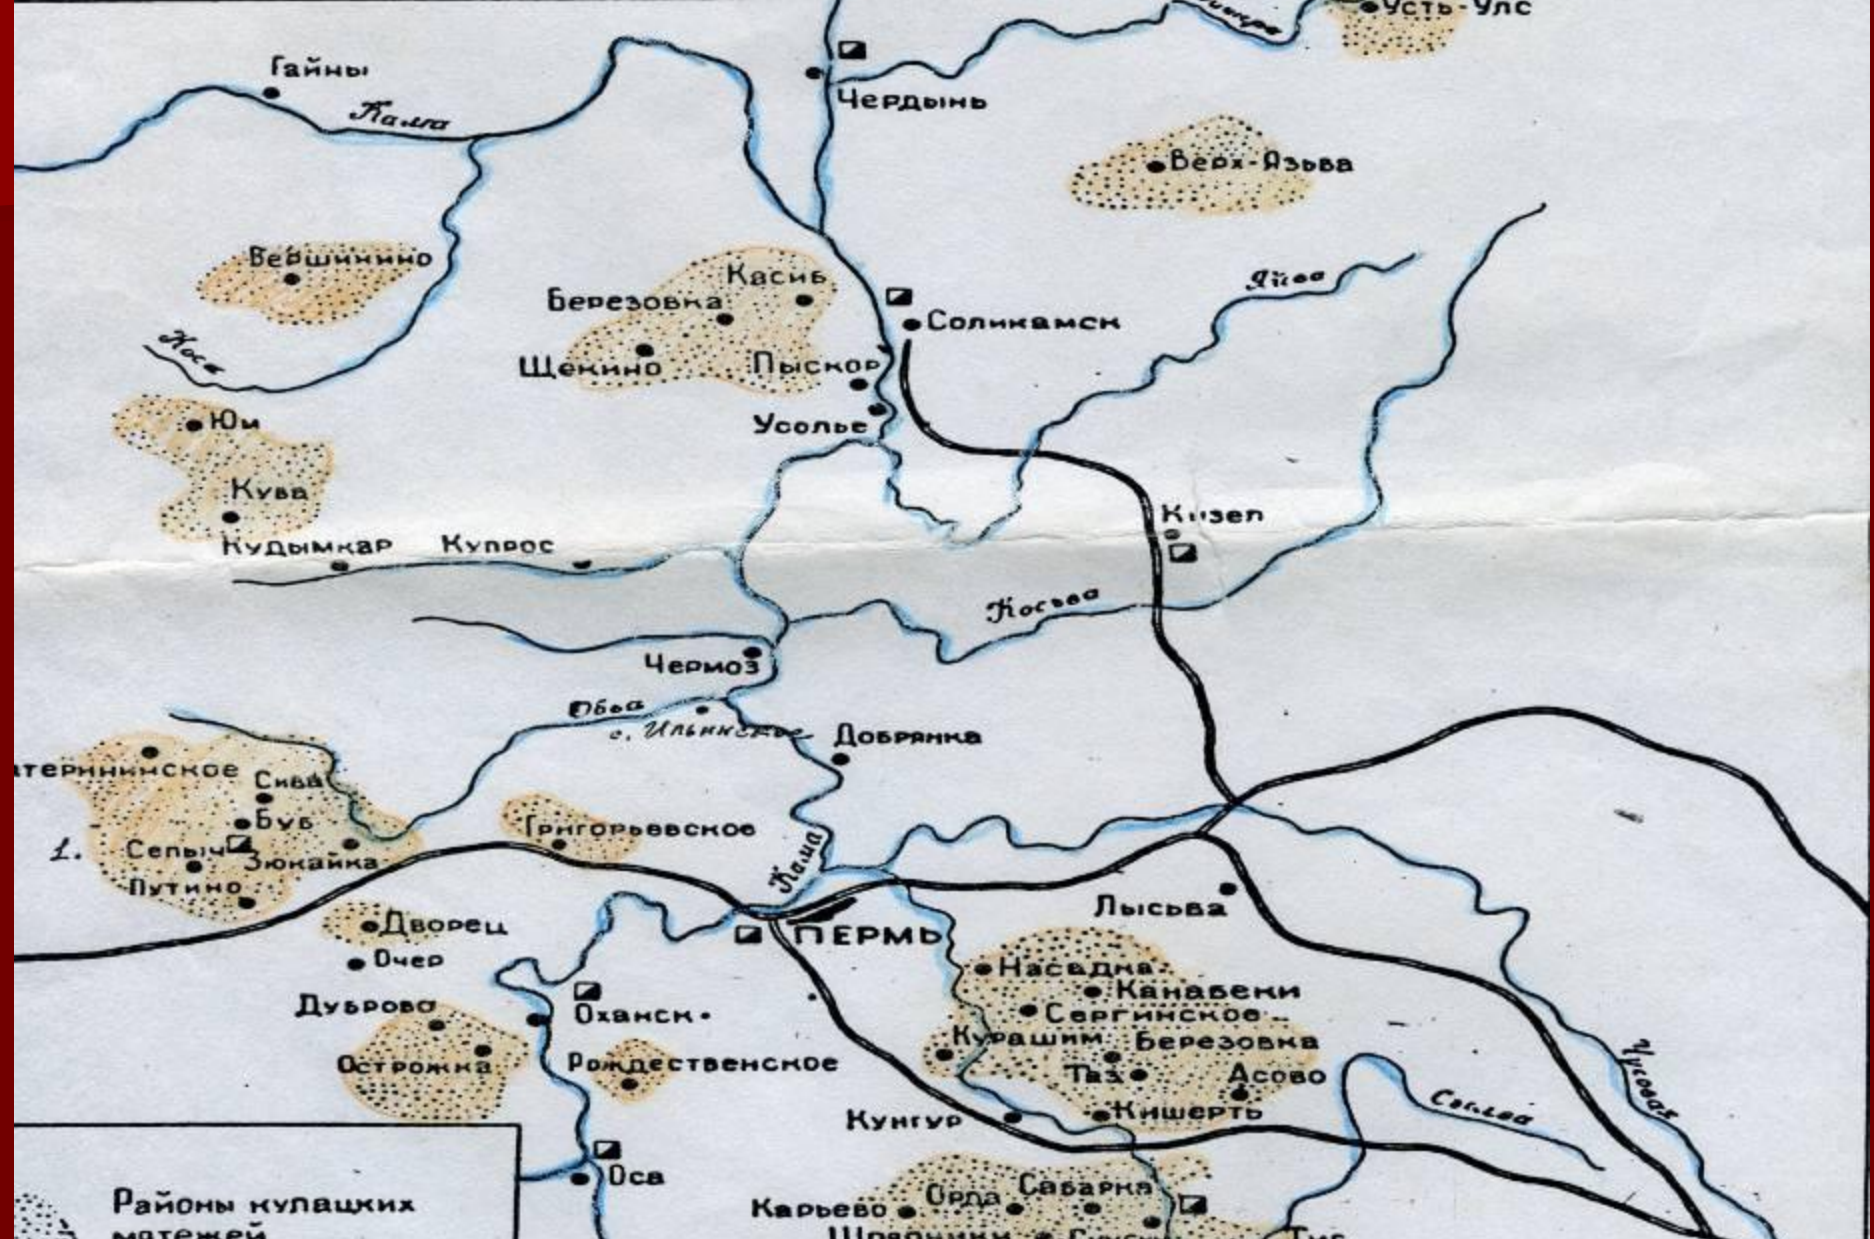 Усть-Улс
Гайны
Кама
Чердынь
Верх-Язьва
Вершинино
Касиб
Яйва
Березовка
Соликамск
Коса
Щекино
Пыскор
Юм
Усолье
Кува
Кизел
Кудымкар
Купрос
Косьва
Чермоз
Обва
с. Ильинское
Добрянка
атерининское
Сива
Буб
Григорьевское
1.
Сепыч
Зюкайка
Кама
Путино
Лысьва
Дворец
ПЕРМЬ
Очер
Насадка
Канабеки
Дуброво
Оханск
Сергинское
Курашим
Березовка
Острожка
Рождественское
Таз
Асово
Чусовая
Сылва
Кишерть
Кунгур
Оса
Сабарка
Орда
Карьево
Районы кулацких
мятежей